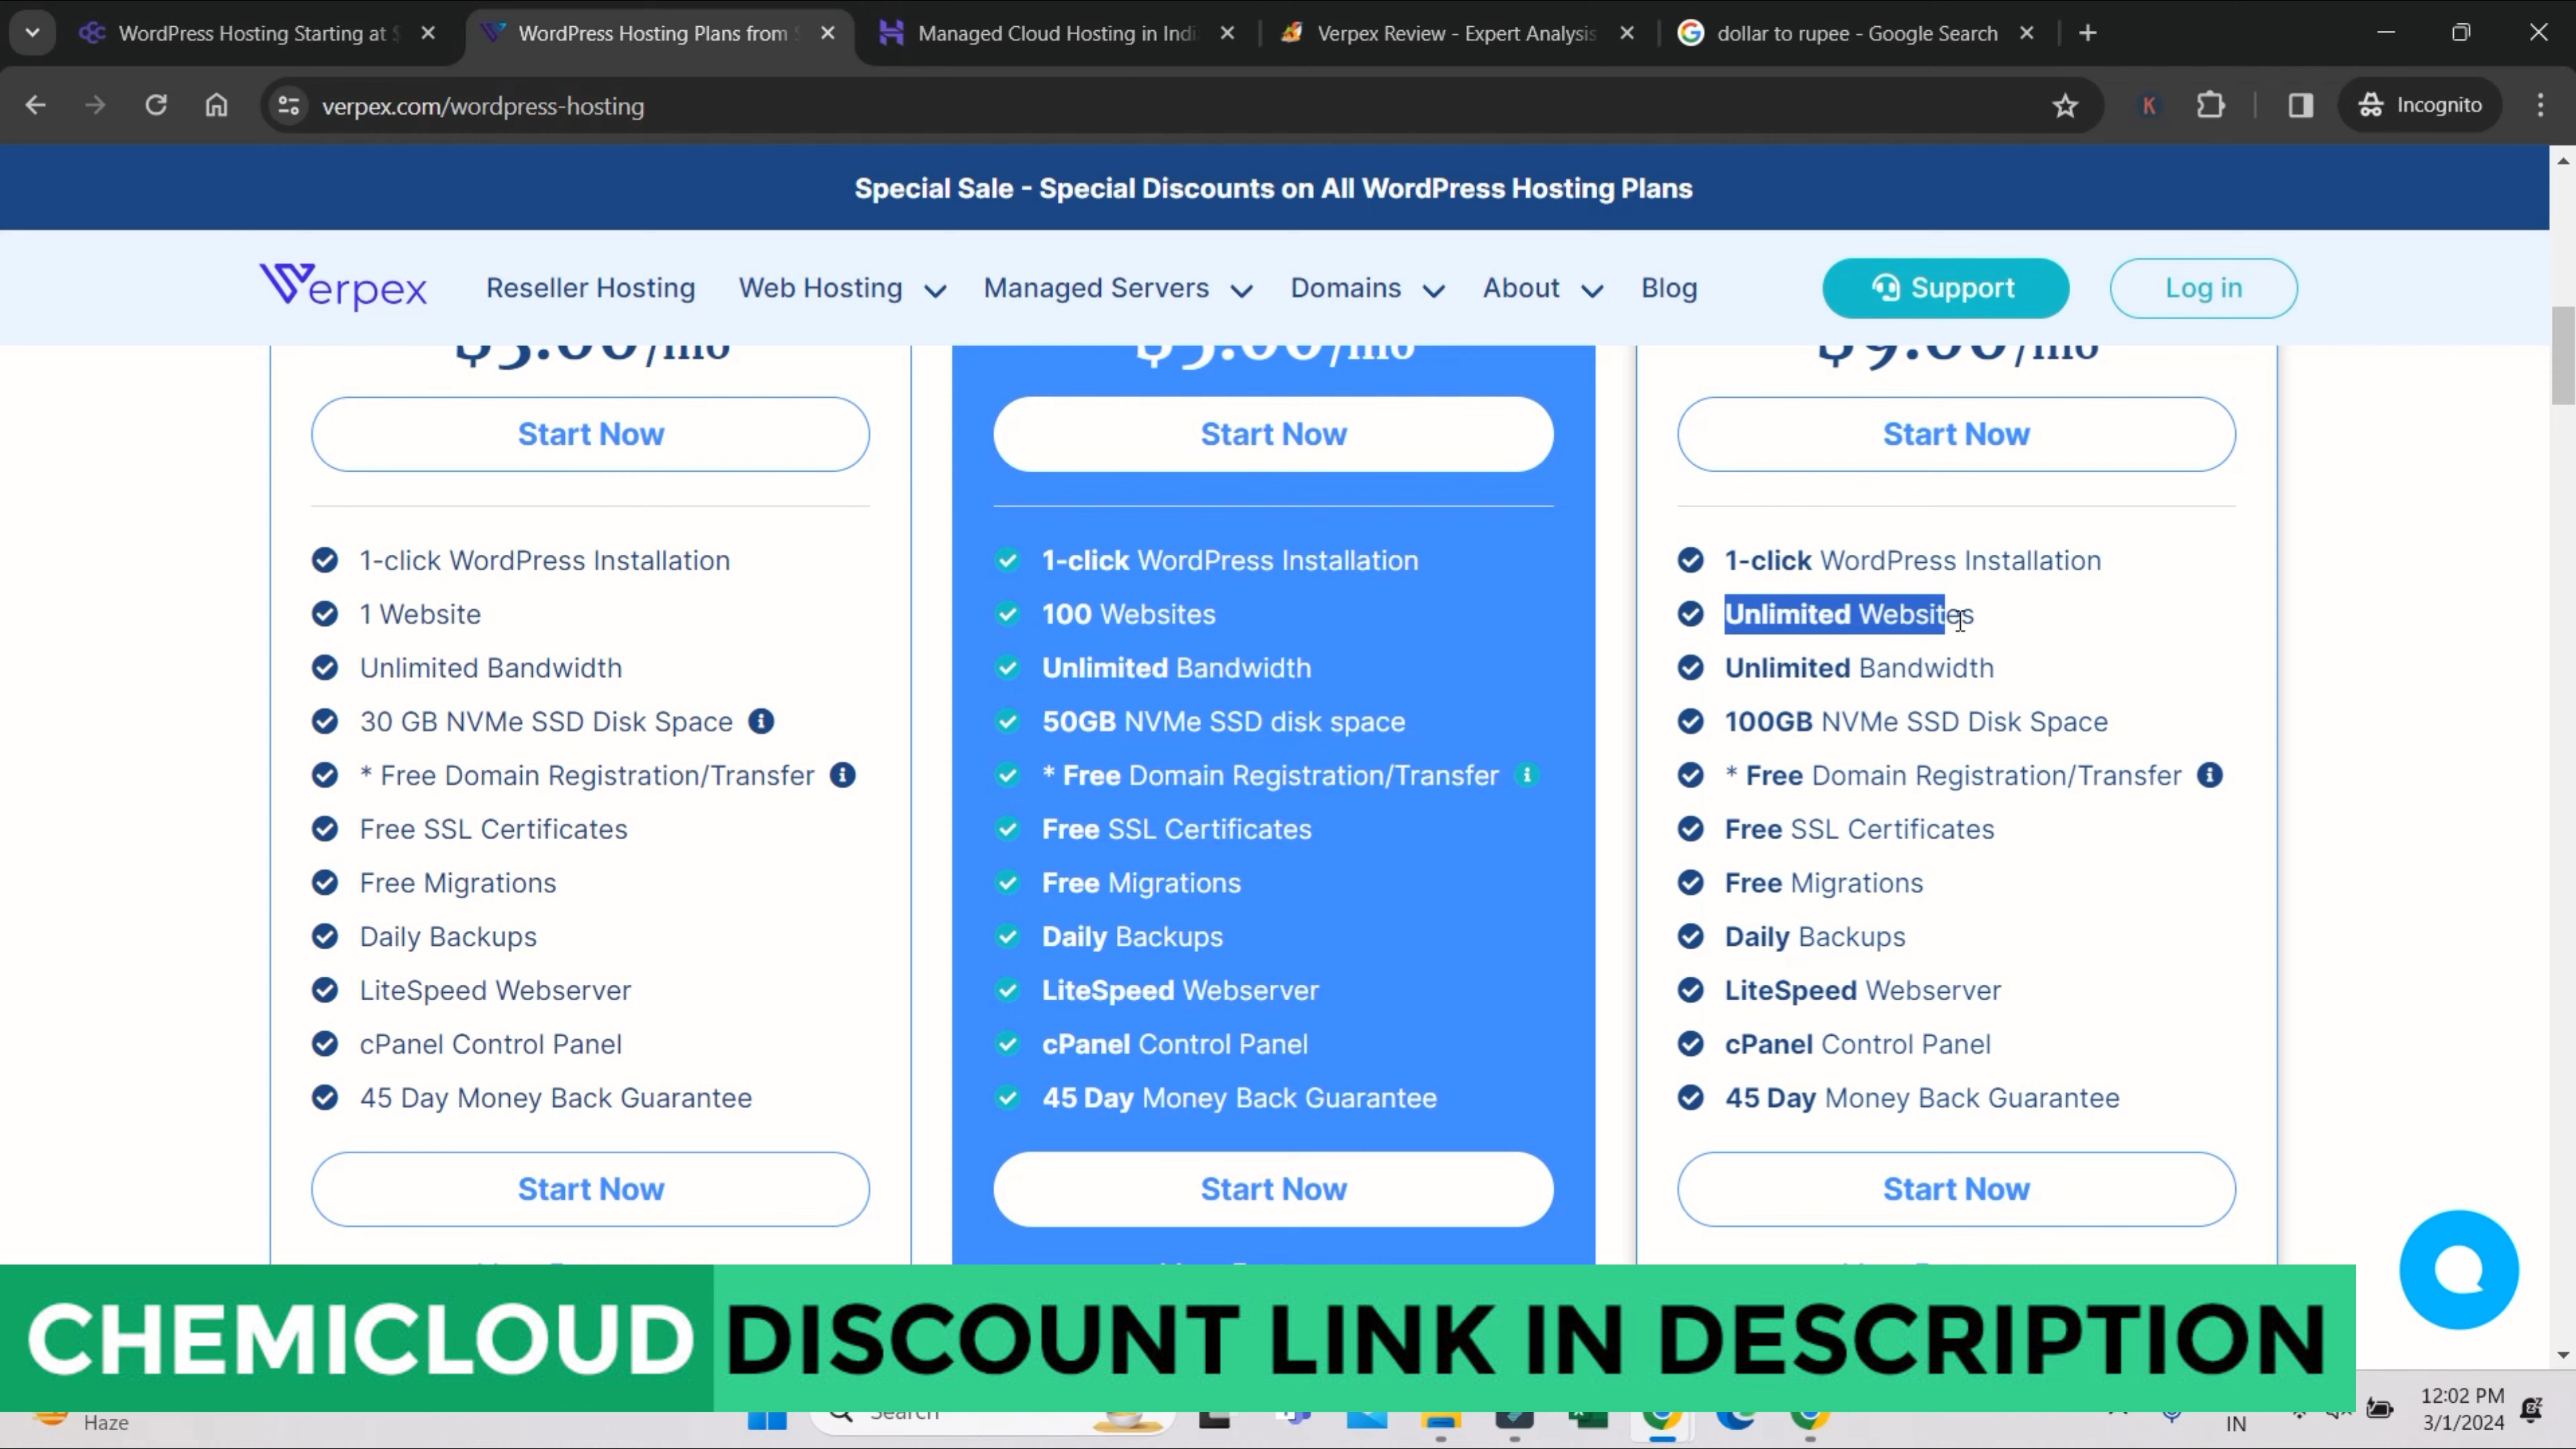 WordPress Hosting Starting at $
WordPress Hosting Plans from $
Managed Cloud Hosting in Indi
Verpex Review - Expert Analysis
dollar to rupee - Google Search
verpex.com/wordpress-hosting
K
Incognito
Special Sale - Special Discounts on All WordPress Hosting Plans
Verpex
Reseller Hosting
Web Hosting
Managed Servers
Domains
About
Blog
Support
Log in
Start Now
1-click WordPress Installation
1 Website
Unlimited Bandwidth
30 GB NVMe SSD Disk Space
* Free Domain Registration/Transfer
Free SSL Certificates
Free Migrations
Daily Backups
LiteSpeed Webserver
cPanel Control Panel
45 Day Money Back Guarantee
Start Now
Start Now
1-click WordPress Installation
100 Websites
Unlimited Bandwidth
50GB NVMe SSD disk space
* Free Domain Registration/Transfer
Free SSL Certificates
Free Migrations
Daily Backups
LiteSpeed Webserver
cPanel Control Panel
45 Day Money Back Guarantee
Start Now
Start Now
1-click WordPress Installation
Unlimited Websites
Unlimited Bandwidth
100GB NVMe SSD Disk Space
* Free Domain Registration/Transfer
Free SSL Certificates
Free Migrations
Daily Backups
LiteSpeed Webserver
cPanel Control Panel
45 Day Money Back Guarantee
Start Now
CHEMICLOUD DISCOUNT LINK IN DESCRIPTION
Haze
Search
IN
12:02 PM
3/1/2024